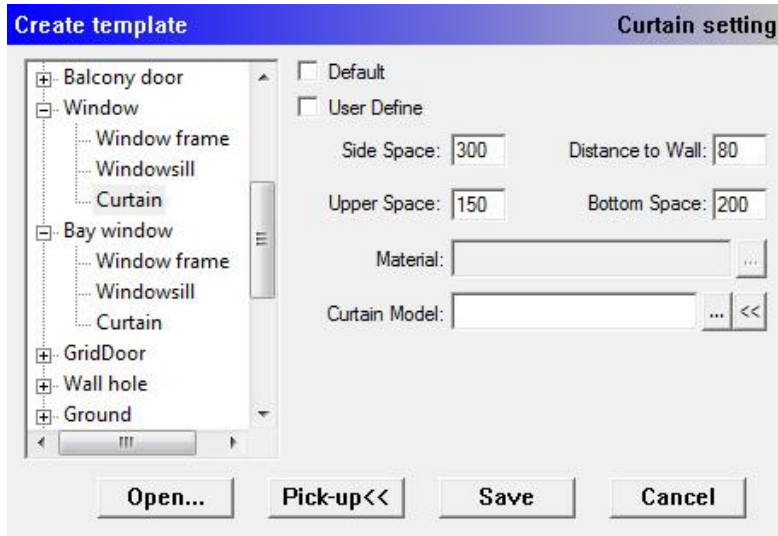 Create template Curtain setting
Balcony door
Window
Window frame
Windowsill
Curtain
Bay window
Window frame
Windowsill
Curtain
GridDoor
Wall hole
Ground
Default
User Define
Side Space: 300 Distance to Wall: 80
Upper Space: 150 Bottom Space: 200
Material: ...
Curtain Model: ... <<
Open... Pick-up<< Save Cancel